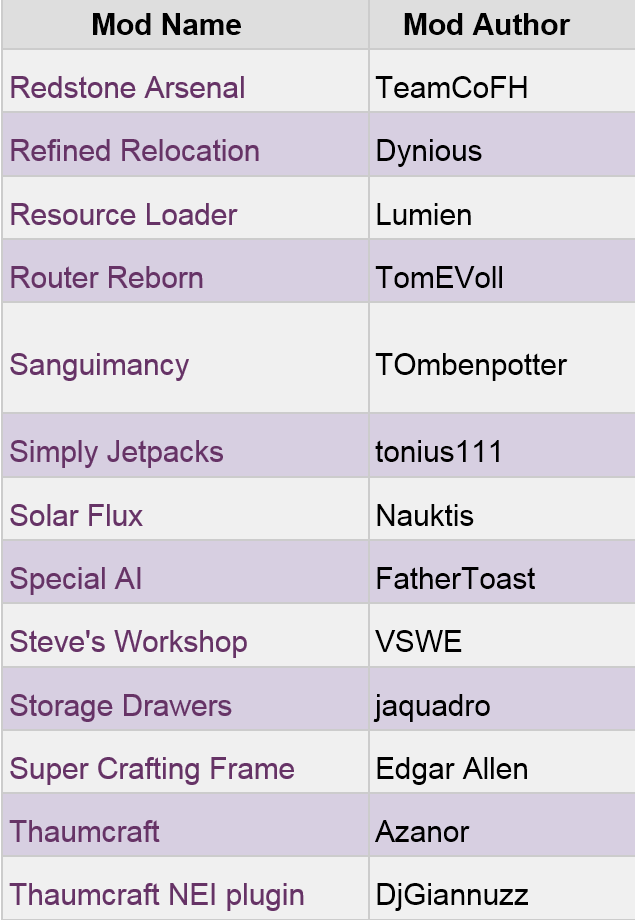 Mod Name Mod Author
Redstone Arsenal TeamCoFH
Refined Relocation Dynious
Resource Loader Lumien
Router Reborn TomEVoll
Sanguimancy TOmbenpotter
Simply Jetpacks tonius111
Solar Flux Nauktis
Special AI FatherToast
Steve's Workshop VSWE
Storage Drawers jaquadro
Super Crafting Frame Edgar Allen
Thaumcraft Azanor
Thaumcraft NEI plugin DjGiannuzz